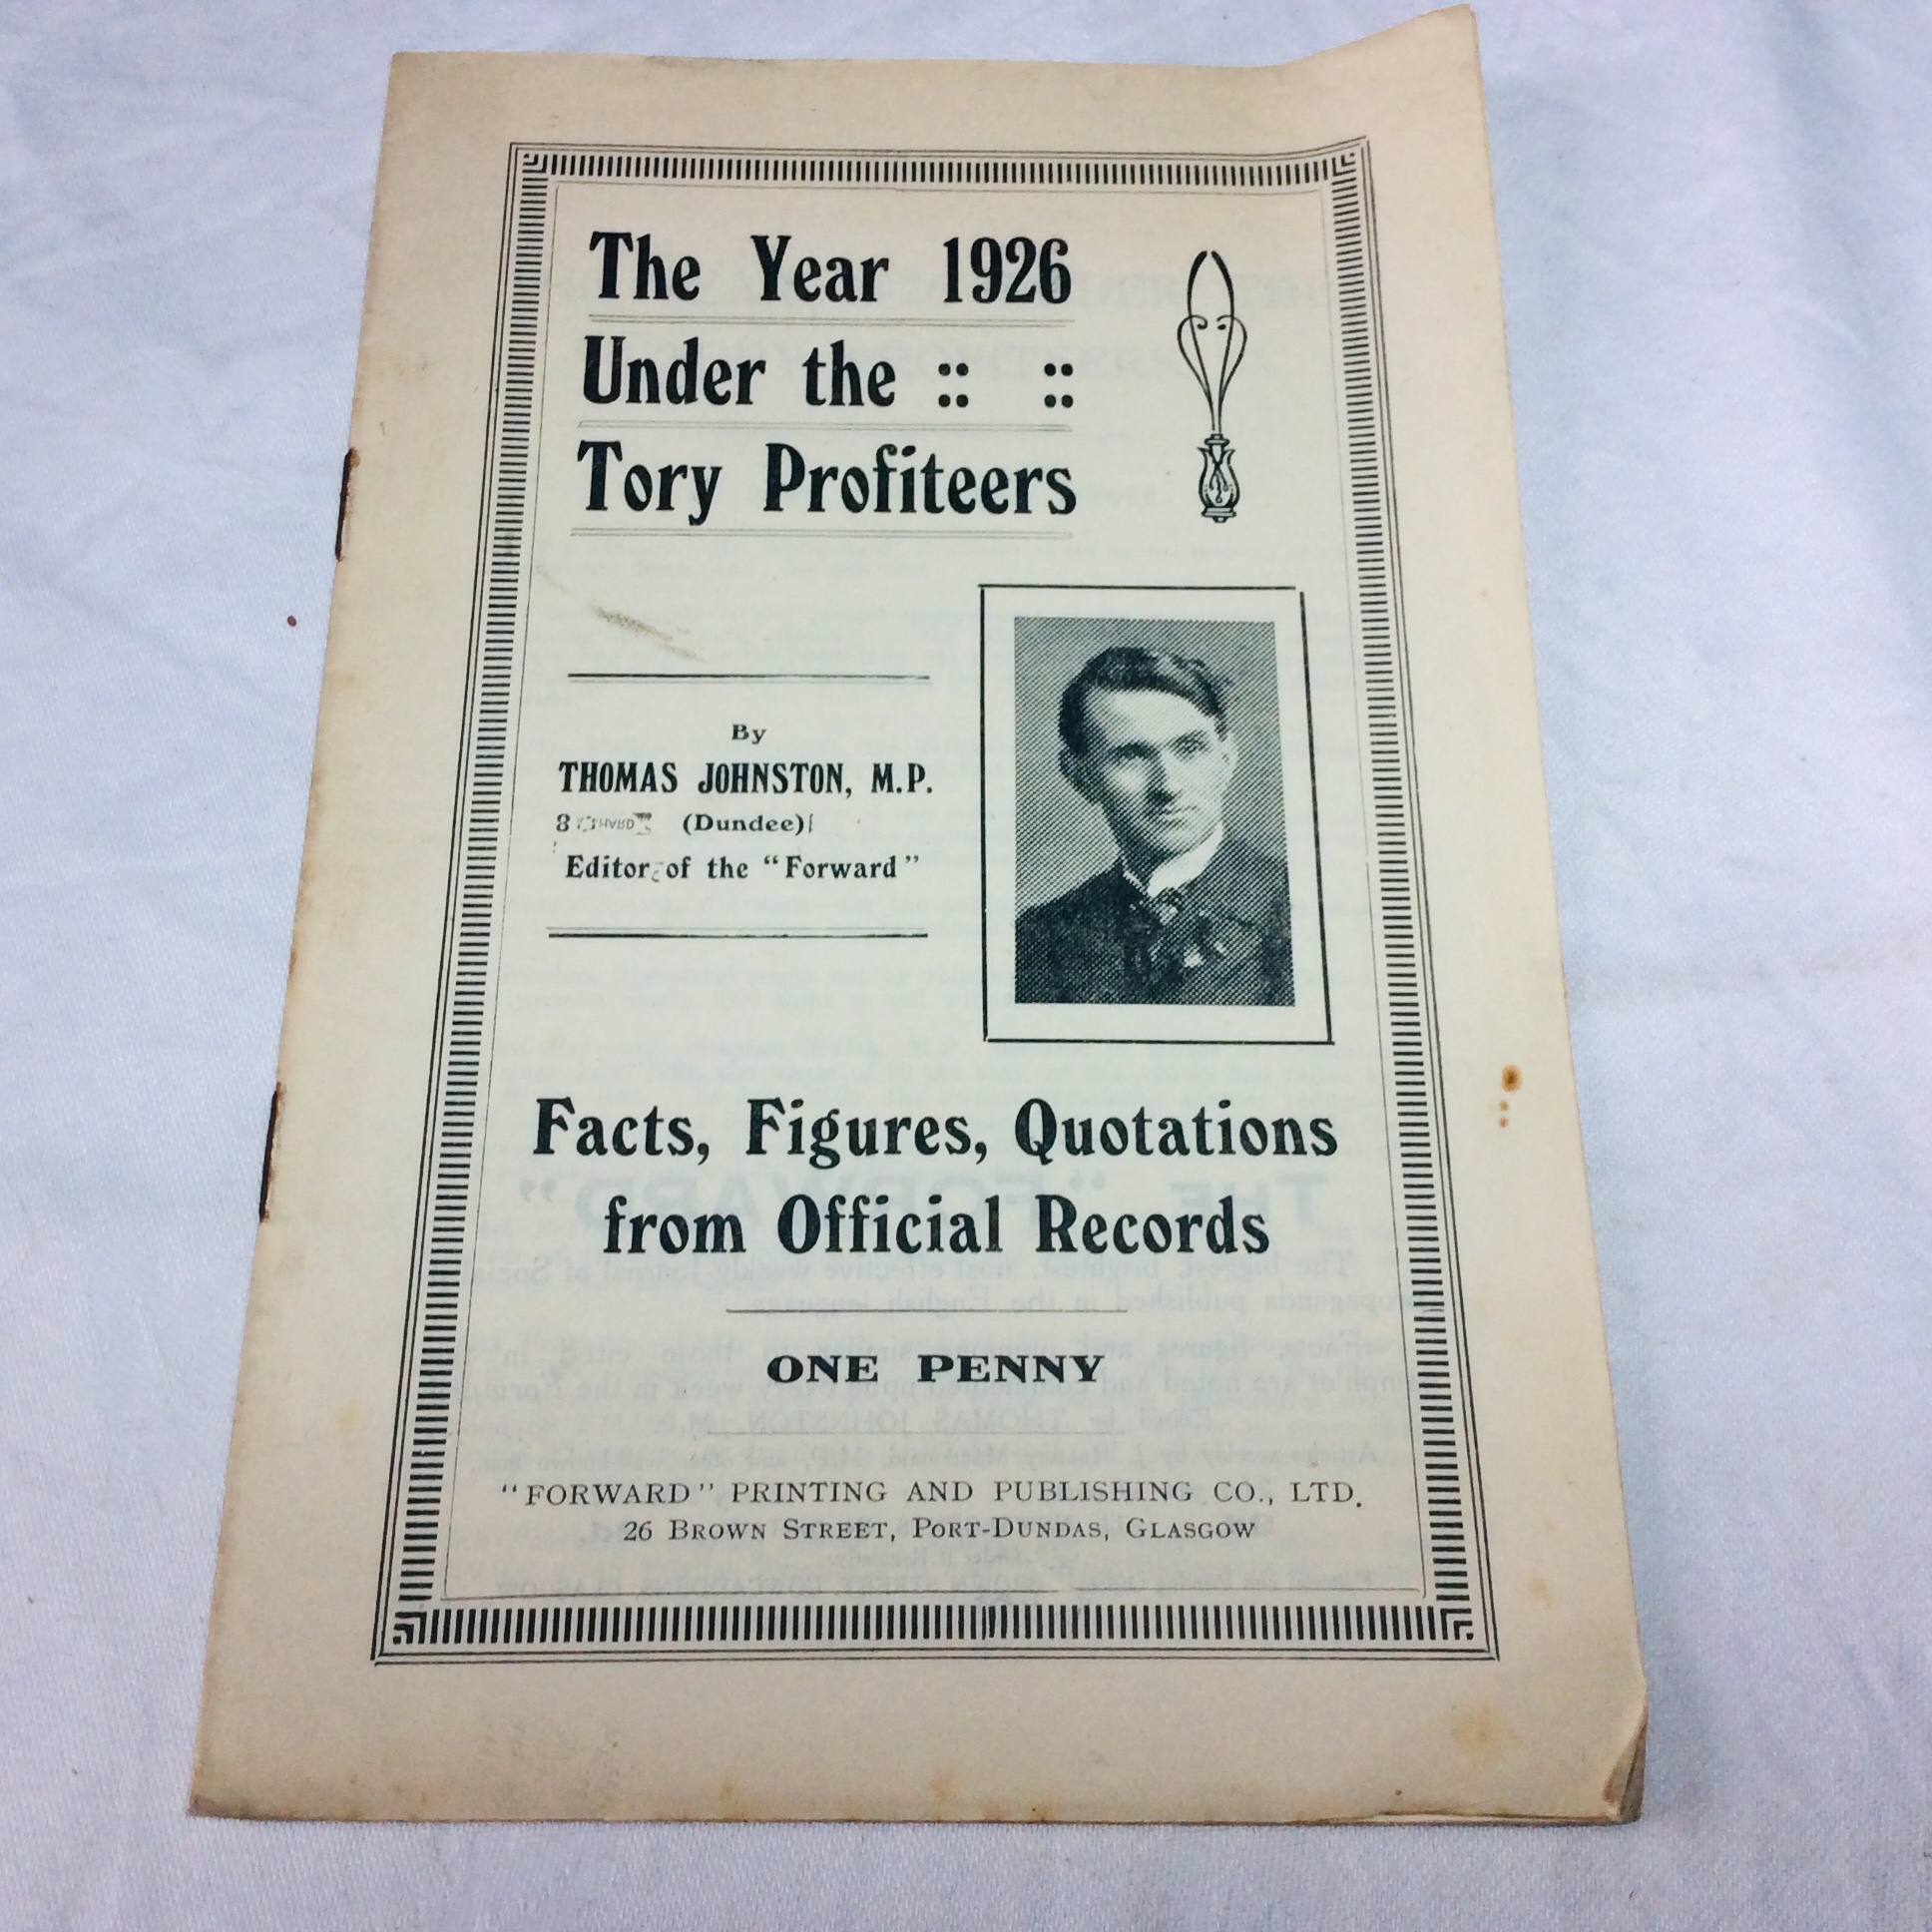 The Year 1926
Under the :: ::
Tory Profiteers
By
THOMAS JOHNSTON, M.P.
(Dundee)
Editor of the "Forward"
Facts, Figures, Quotations
from Official Records
ONE PENNY
"FORWARD" PRINTING AND PUBLISHING CO., LTD.
26 BROWN STREET, PORT-DUNDAS, GLASGOW